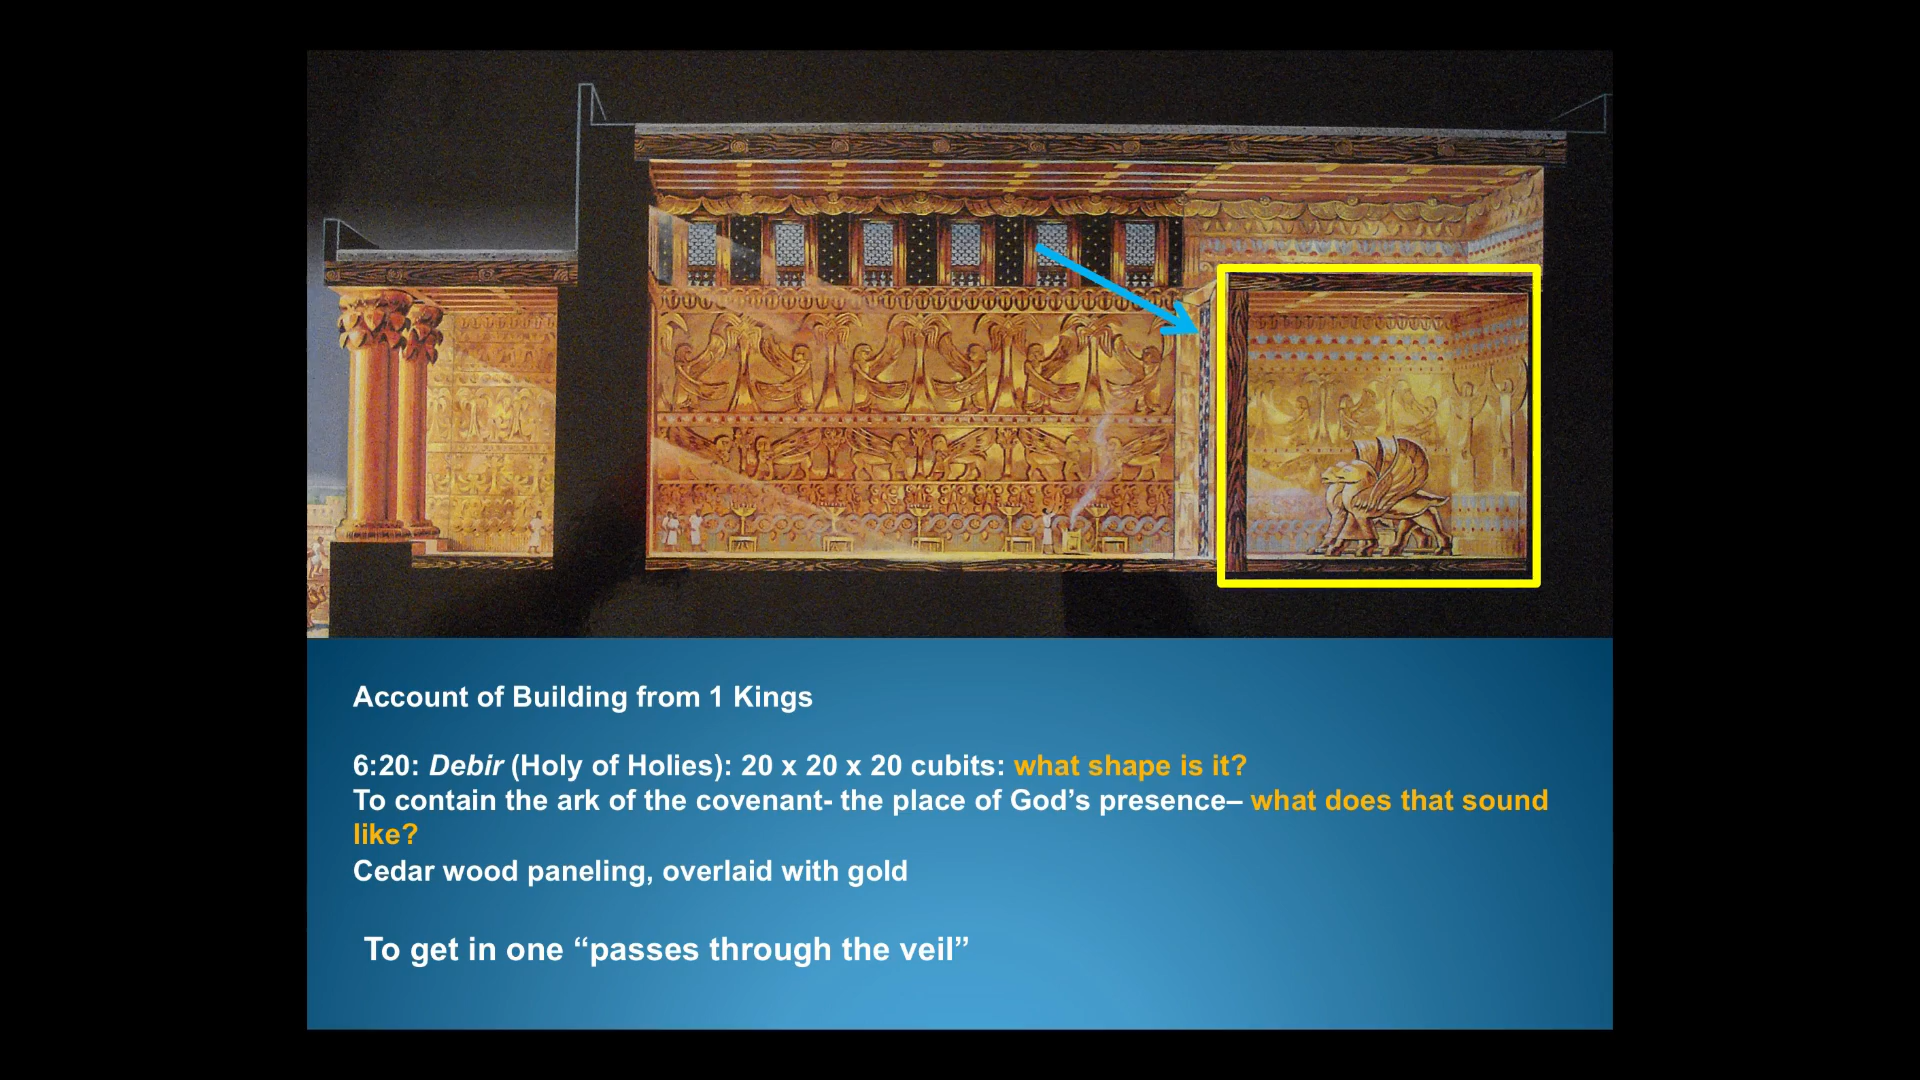 Account of Building from 1 Kings
6:20: Debir (Holy of Holies): 20 x 20 x 20 cubits: what shape is it?
To contain the ark of the covenant- the place of God’s presence– what does that sound
like?
Cedar wood paneling, overlaid with gold
To get in one “passes through the veil”